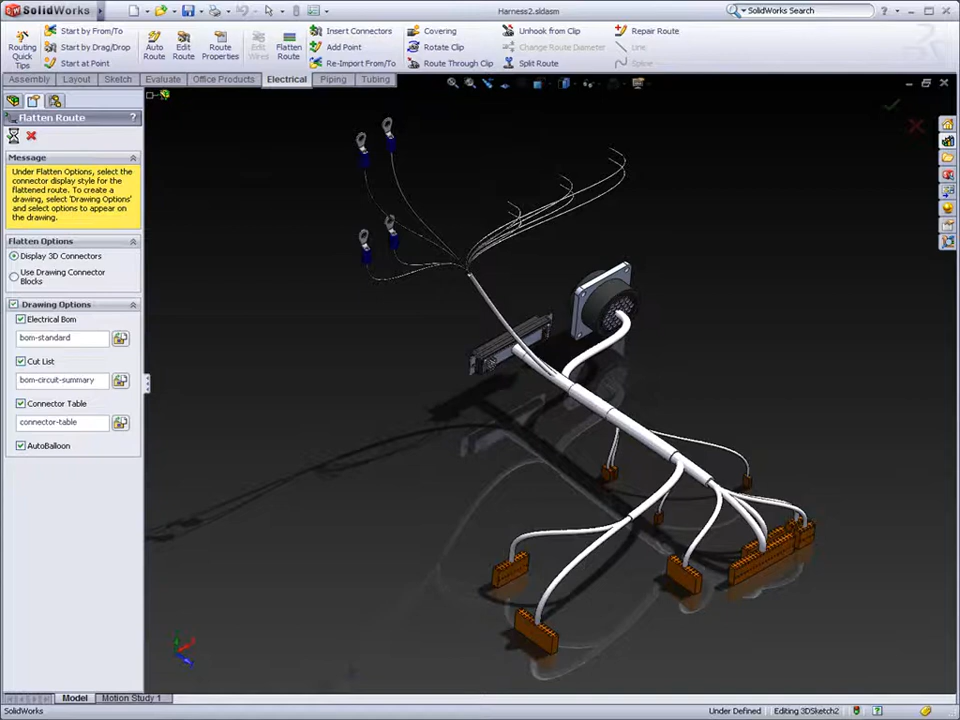 SolidWorks
Harness2.sldasm
SolidWorks Search
Routing Quick Tips
Start by From/To
Start by Drag/Drop
Start at Point
Auto Route
Edit Route
Route Properties
Edit Wires
Flatten Route
Insert Connectors
Add Point
Re-Import From/To
Covering
Rotate Clip
Route Through Clip
Unhook from Clip
Change Route Diameter
Split Route
Repair Route
Line
Spline
Assembly
Layout
Sketch
Evaluate
Office Products
Electrical
Piping
Tubing
Flatten Route
?
Message
Under Flatten Options, select the
connector display style for the
flattened route. To create a
drawing, select 'Drawing Options'
and select options to appear on
the drawing.
Flatten Options
Display 3D Connectors
Use Drawing Connector
Blocks
Drawing Options
Electrical Bom
bom-standard
Cut List
bom-circuit-summary
Connector Table
connector-table
AutoBalloon
Model
Motion Study 1
SolidWorks
Under Defined
Editing 3DSketch2